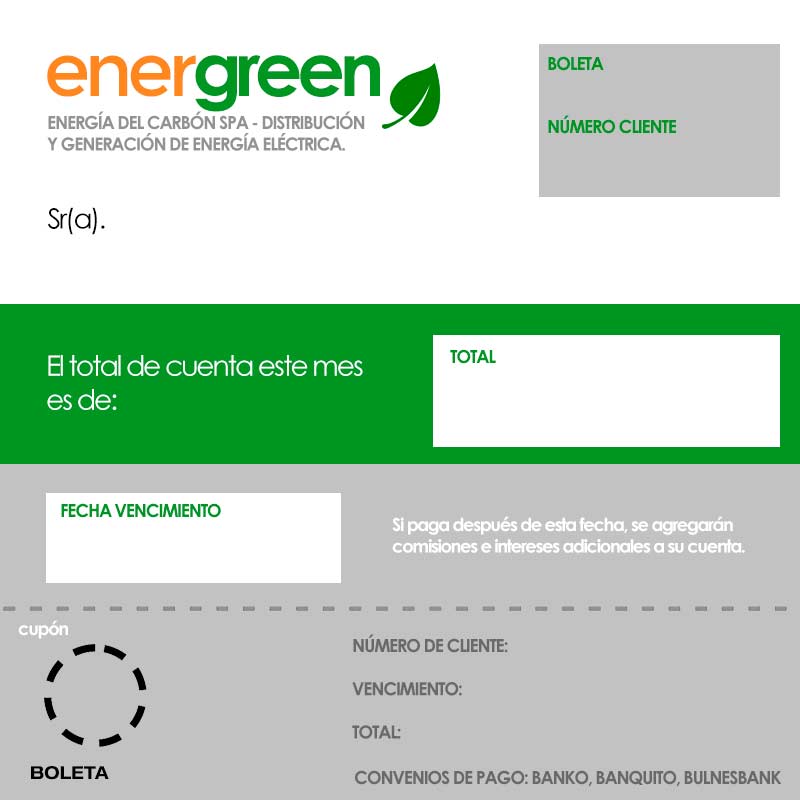 energreen
ENERGÍA DEL CARBÓN SPA - DISTRIBUCIÓN
Y GENERACIÓN DE ENERGÍA ELÉCTRICA.
BOLETA
NÚMERO CLIENTE
Sr(a).
El total de cuenta este mes
es de:
TOTAL
FECHA VENCIMIENTO
Si paga después de esta fecha, se agregarán
comisiones e intereses adicionales a su cuenta.
cupón
BOLETA
NÚMERO DE CLIENTE:
VENCIMIENTO:
TOTAL:
CONVENIOS DE PAGO: BANKO, BANQUITO, BULNESBANK